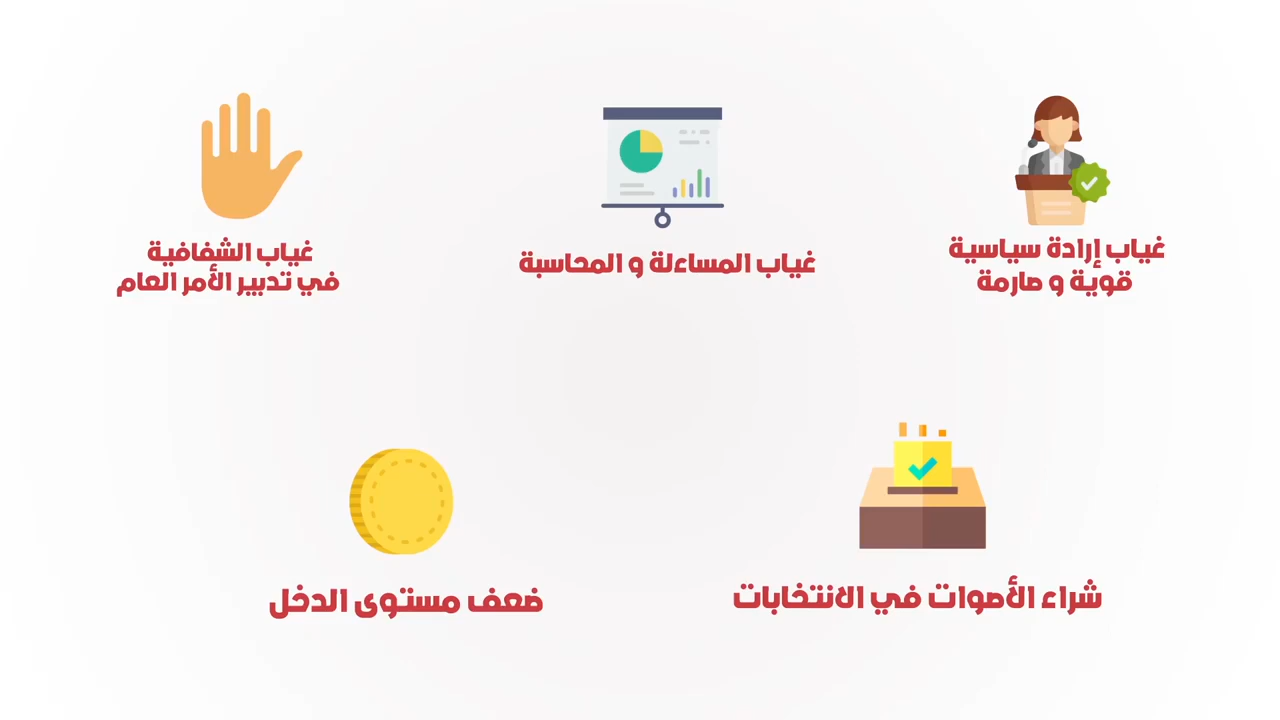 غياب إرادة سياسية
قوية و صارمة
غياب المساءلة و المحاسبة
غياب الشفافية
في تدبير الأمر العام
شراء الأصوات في الانتخابات
ضعف مستوى الدخل